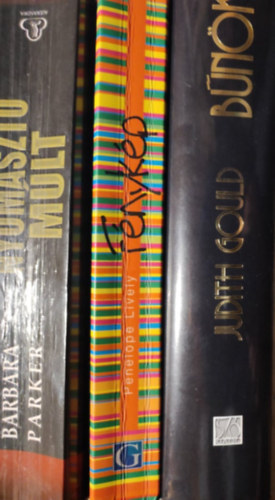 BARBARA
PARKER
NYOMASZTÓ
MÚLT
Penelope Lively
Fénykép
G
JUDITH GOULD
BŰNÖK